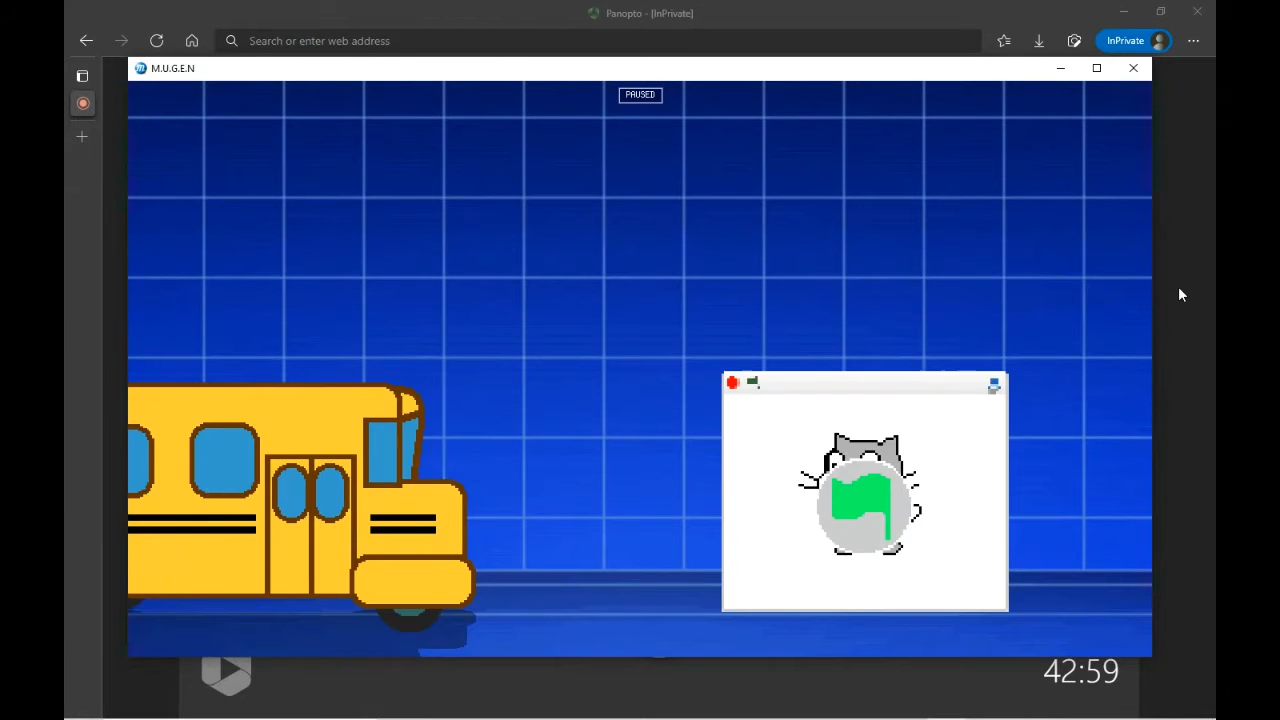 Panopto - [InPrivate]
Search or enter web address
InPrivate
M.U.G.E.N
PAUSED
42:59